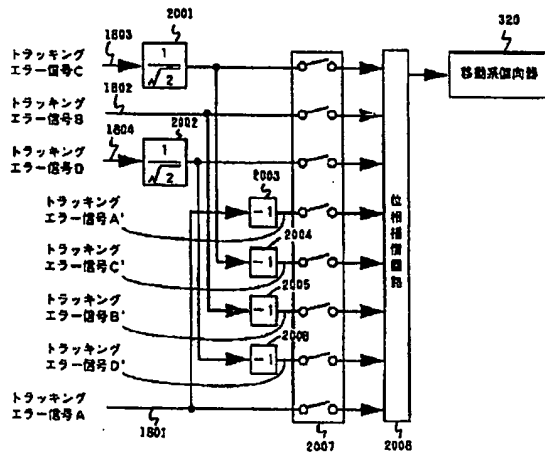 2001
320
1803
トラッキング
エラー信号C
1
√2
移動系偏向器
1802
トラッキング
エラー信号B
2002
1804
トラッキング
エラー信号D
1
√2
2003
トラッキング
エラー信号A'
-1
2004
トラッキング
エラー信号C'
-1
2005
トラッキング
エラー信号B'
-1
2006
トラッキング
エラー信号D'
-1
トラッキング
エラー信号A
1801
2007
2008
位相補償回路